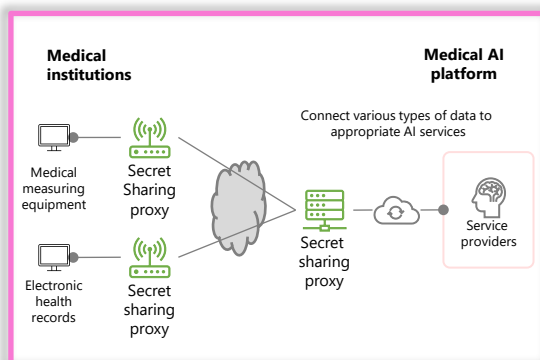 Medical
institutions
Medical AI
platform
Connect various types of data to
appropriate AI services
Medical
measuring
equipment
Secret
Sharing
proxy
Secret
sharing
proxy
Service
providers
Electronic
health
records
Secret
sharing
proxy